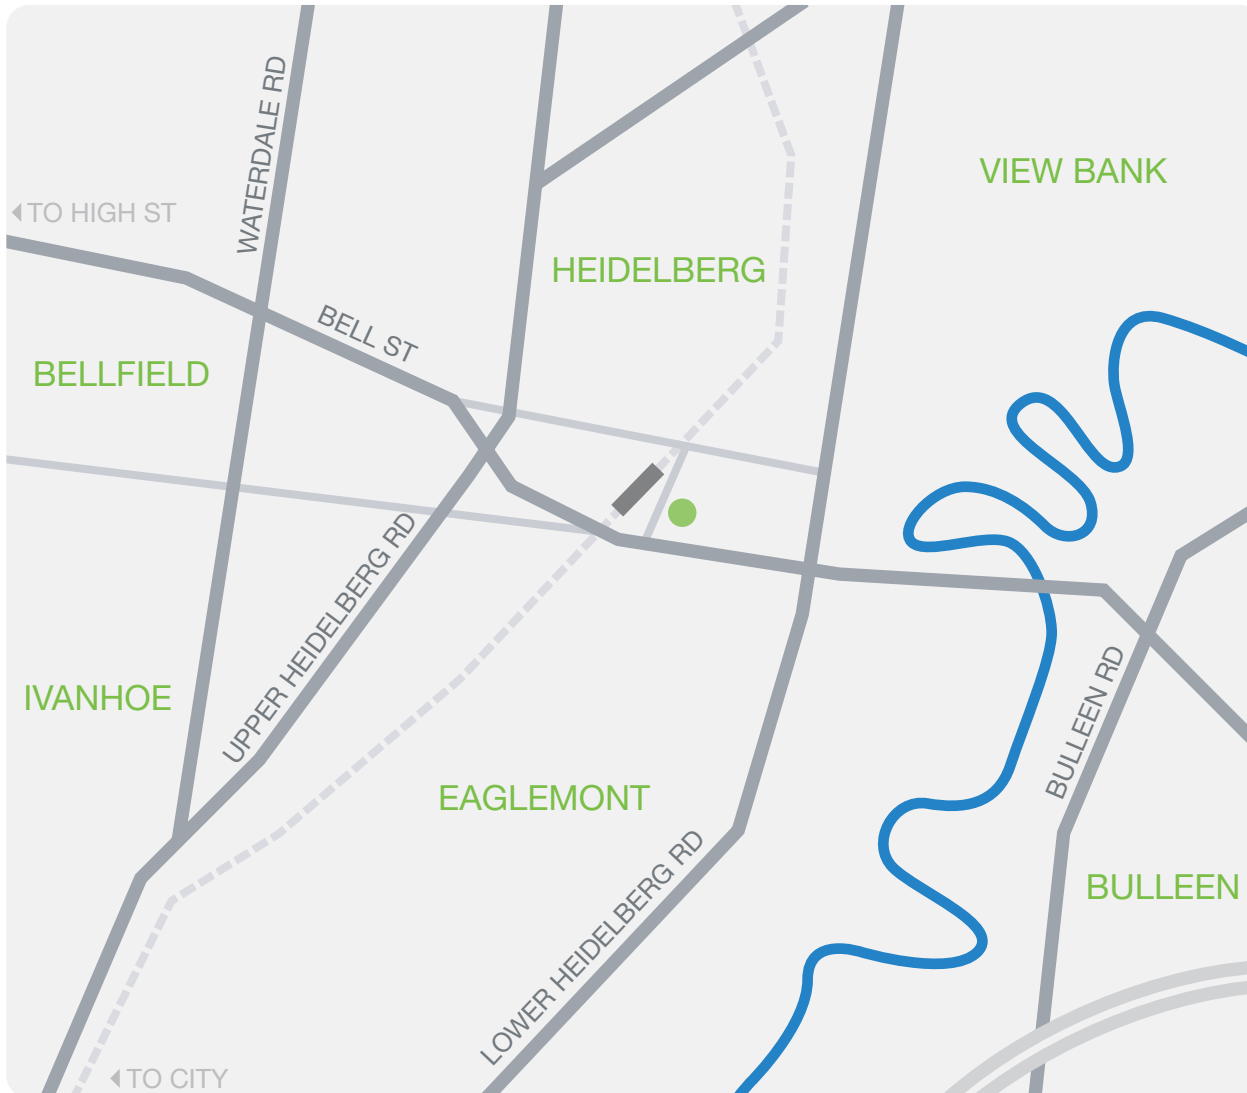 WATERDALE RD
VIEW BANK
TO HIGH ST
HEIDELBERG
BELL ST
BELLFIELD
UPPER HEIDELBERG RD
IVANHOE
BULLEEN RD
EAGLEMONT
LOWER HEIDELBERG RD
BULLEEN
TO CITY